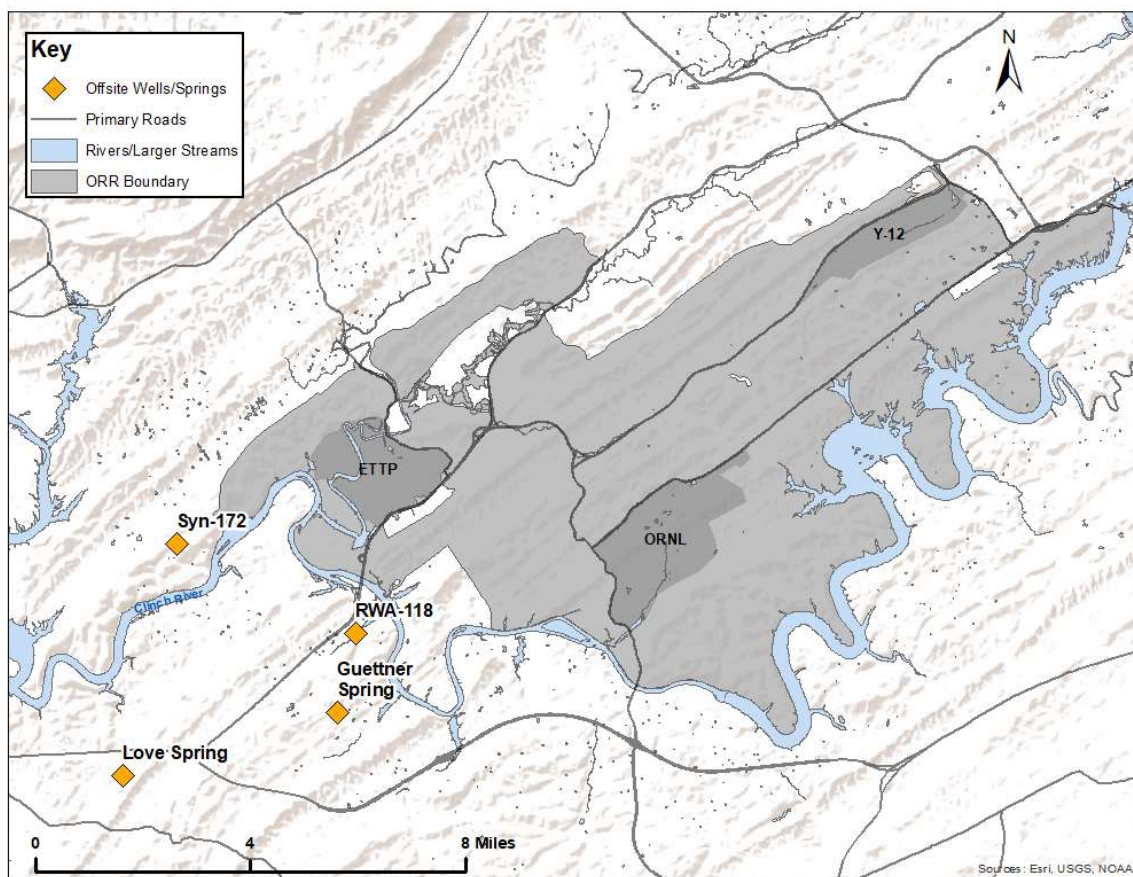 Key
Offsite Wells/Springs
Primary Roads
Rivers/Larger Streams
ORR Boundary
N
Y-12
ETTP
ORNL
Syn-172
Clinch River
RWA-118
Guettner
Spring
Love Spring
0 4 8 Miles
Sources: Esri, USGS, NOAA